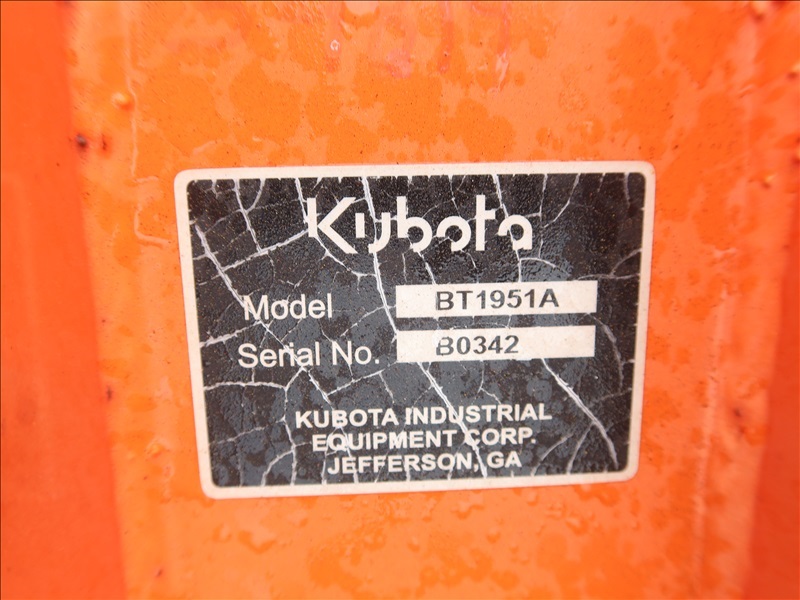 Kubota
Model BT1951A
Serial No. B0342
KUBOTA INDUSTRIAL
EQUIPMENT CORP.
JEFFERSON, GA